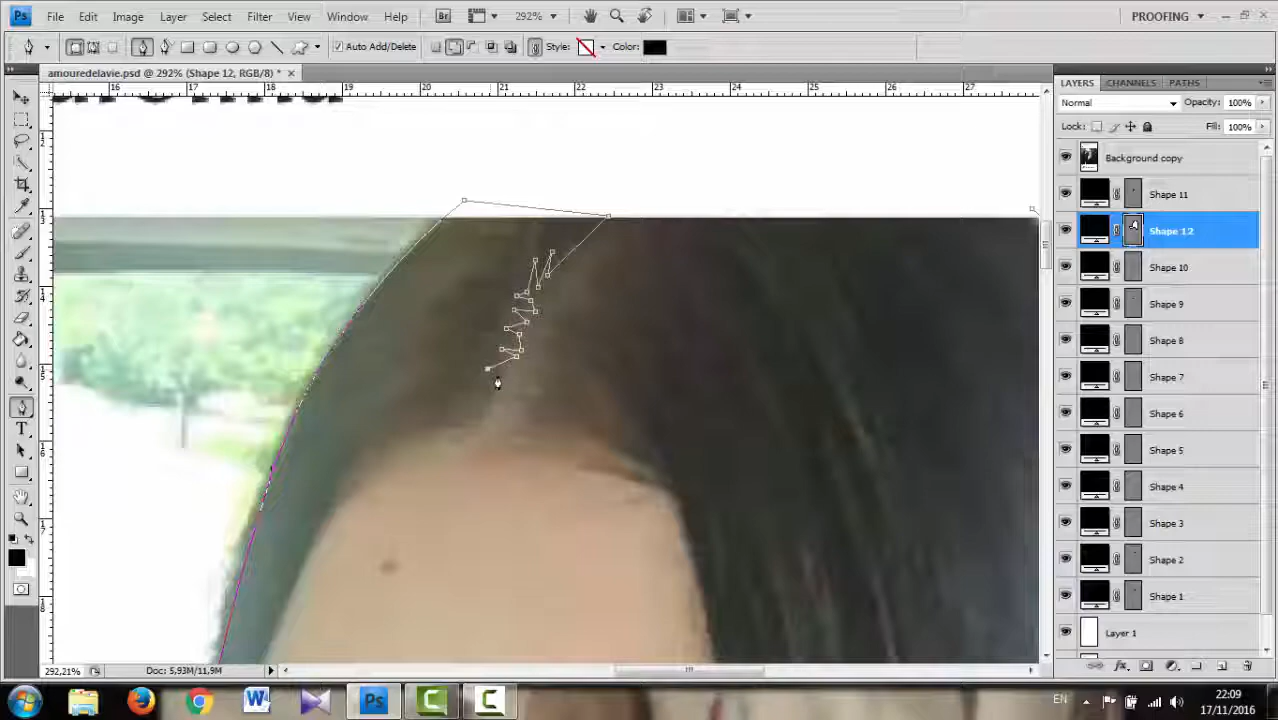 Ps File Edit Image Layer Select Filter View Window Help Br 292% PROOFING
Auto Add/Delete Style: Color:
amouredelavie.psd @ 292% (Shape 12, RGB/8) *
16 17 18 19 20 21 22 23 24 25 26 27
LAYERS CHANNELS PATHS
Normal Opacity: 100%
Lock: Fill: 100%
Background copy
Shape 11
Shape 12
Shape 10
Shape 9
Shape 8
Shape 7
Shape 6
Shape 5
Shape 4
Shape 3
Shape 2
Shape 1
Layer 1
292,21% Doc: 5,93M/11,9M
EN 22:09
17/11/2016